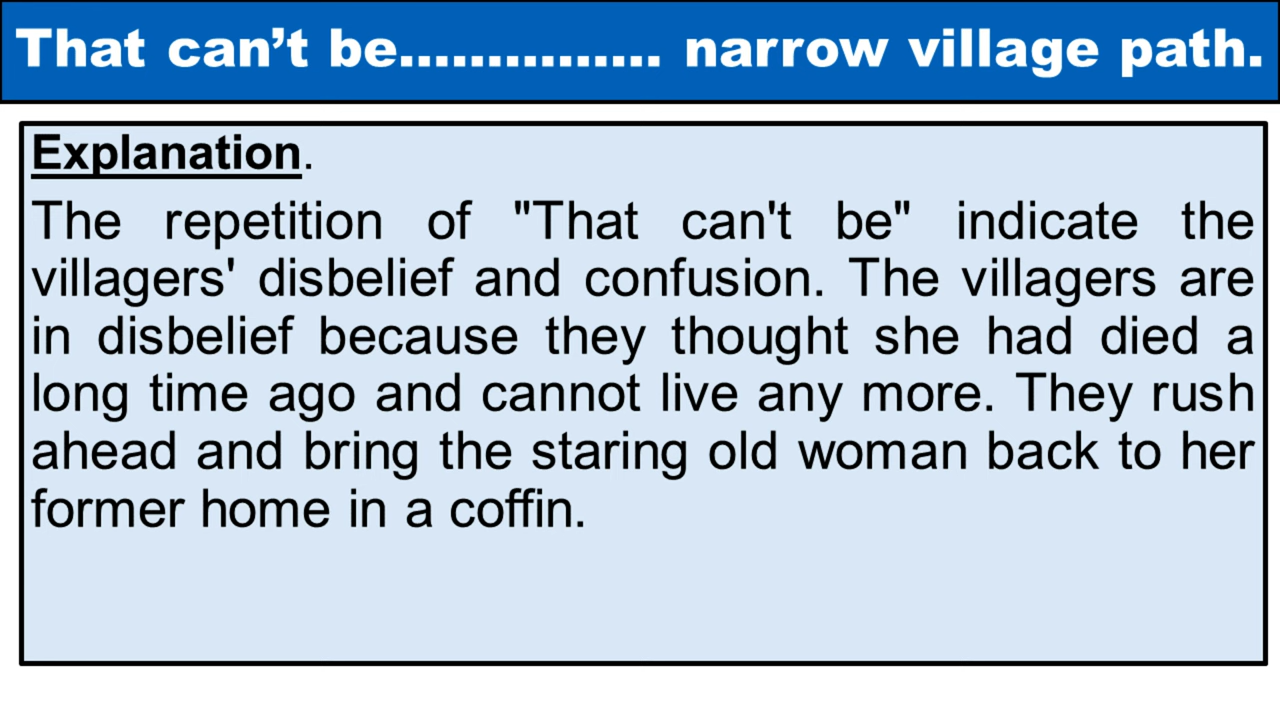 That can’t be............... narrow village path.
Explanation.
The repetition of "That can't be" indicate the
villagers' disbelief and confusion. The villagers are
in disbelief because they thought she had died a
long time ago and cannot live any more. They rush
ahead and bring the staring old woman back to her
former home in a coffin.